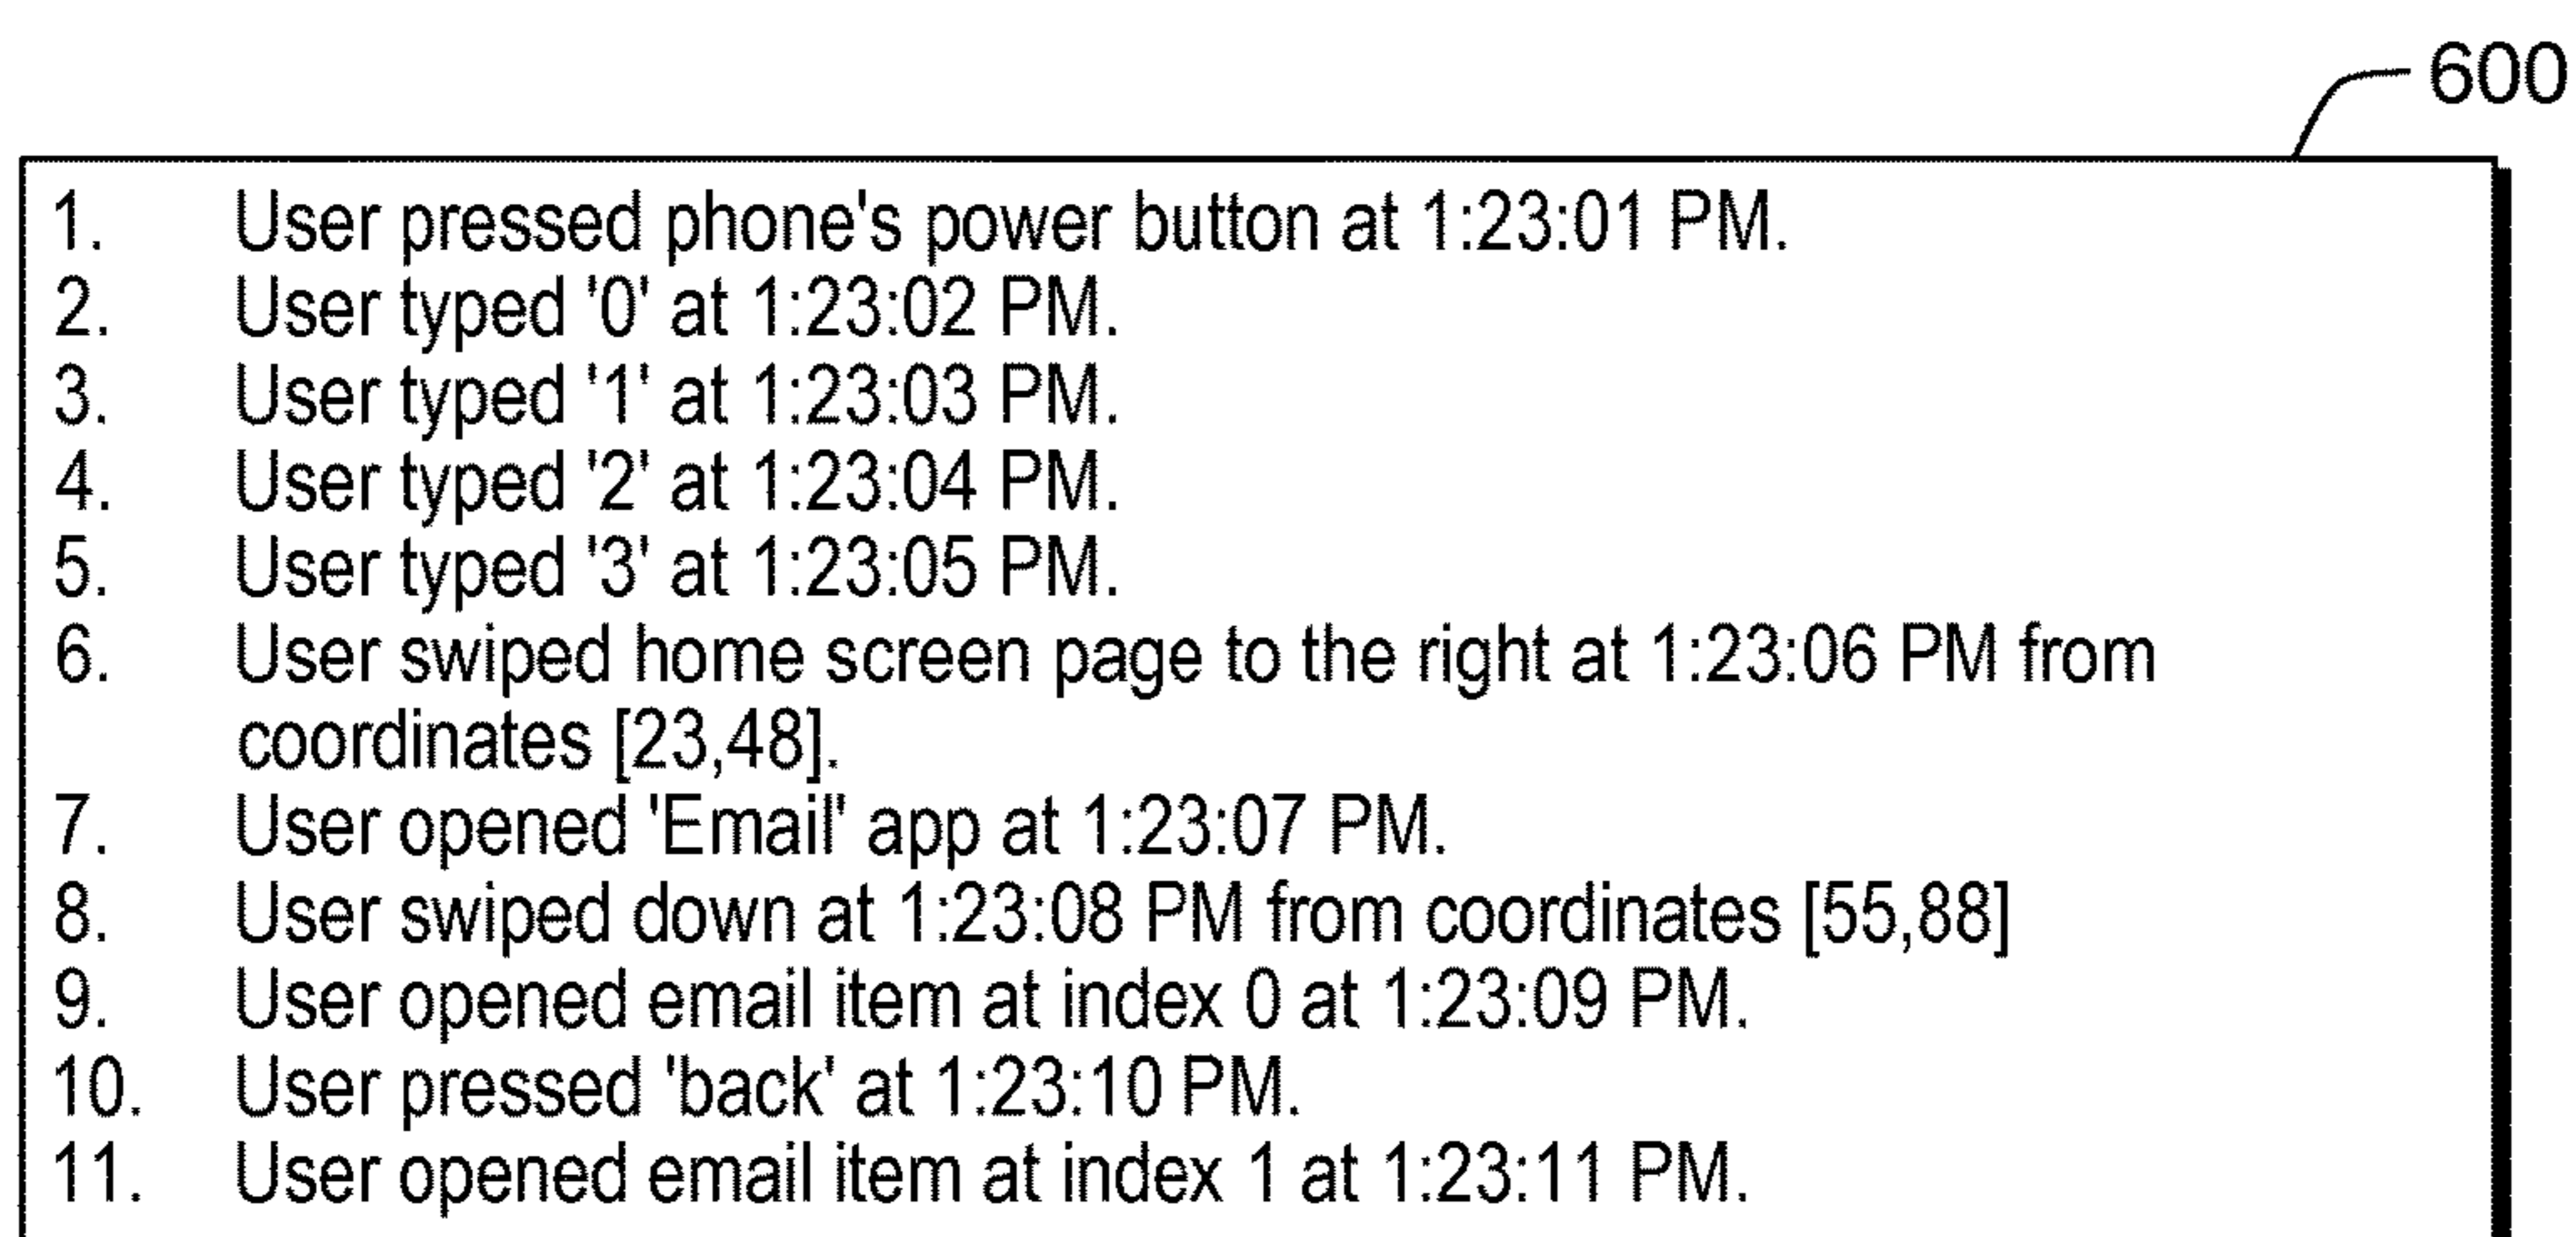 600
1. User pressed phone's power button at 1:23:01 PM.
2. User typed '0' at 1:23:02 PM.
3. User typed '1' at 1:23:03 PM.
4. User typed '2' at 1:23:04 PM.
5. User typed '3' at 1:23:05 PM.
6. User swiped home screen page to the right at 1:23:06 PM from
coordinates [23,48].
7. User opened 'Email' app at 1:23:07 PM.
8. User swiped down at 1:23:08 PM from coordinates [55,88]
9. User opened email item at index 0 at 1:23:09 PM.
10. User pressed 'back' at 1:23:10 PM.
11. User opened email item at index 1 at 1:23:11 PM.